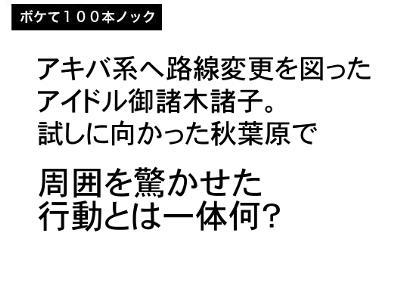 ボケて１００本ノック
アキバ系へ路線変更を図った
アイドル御諸木諸子。
試しに向かった秋葉原で
周囲を驚かせた
行動とは一体何？